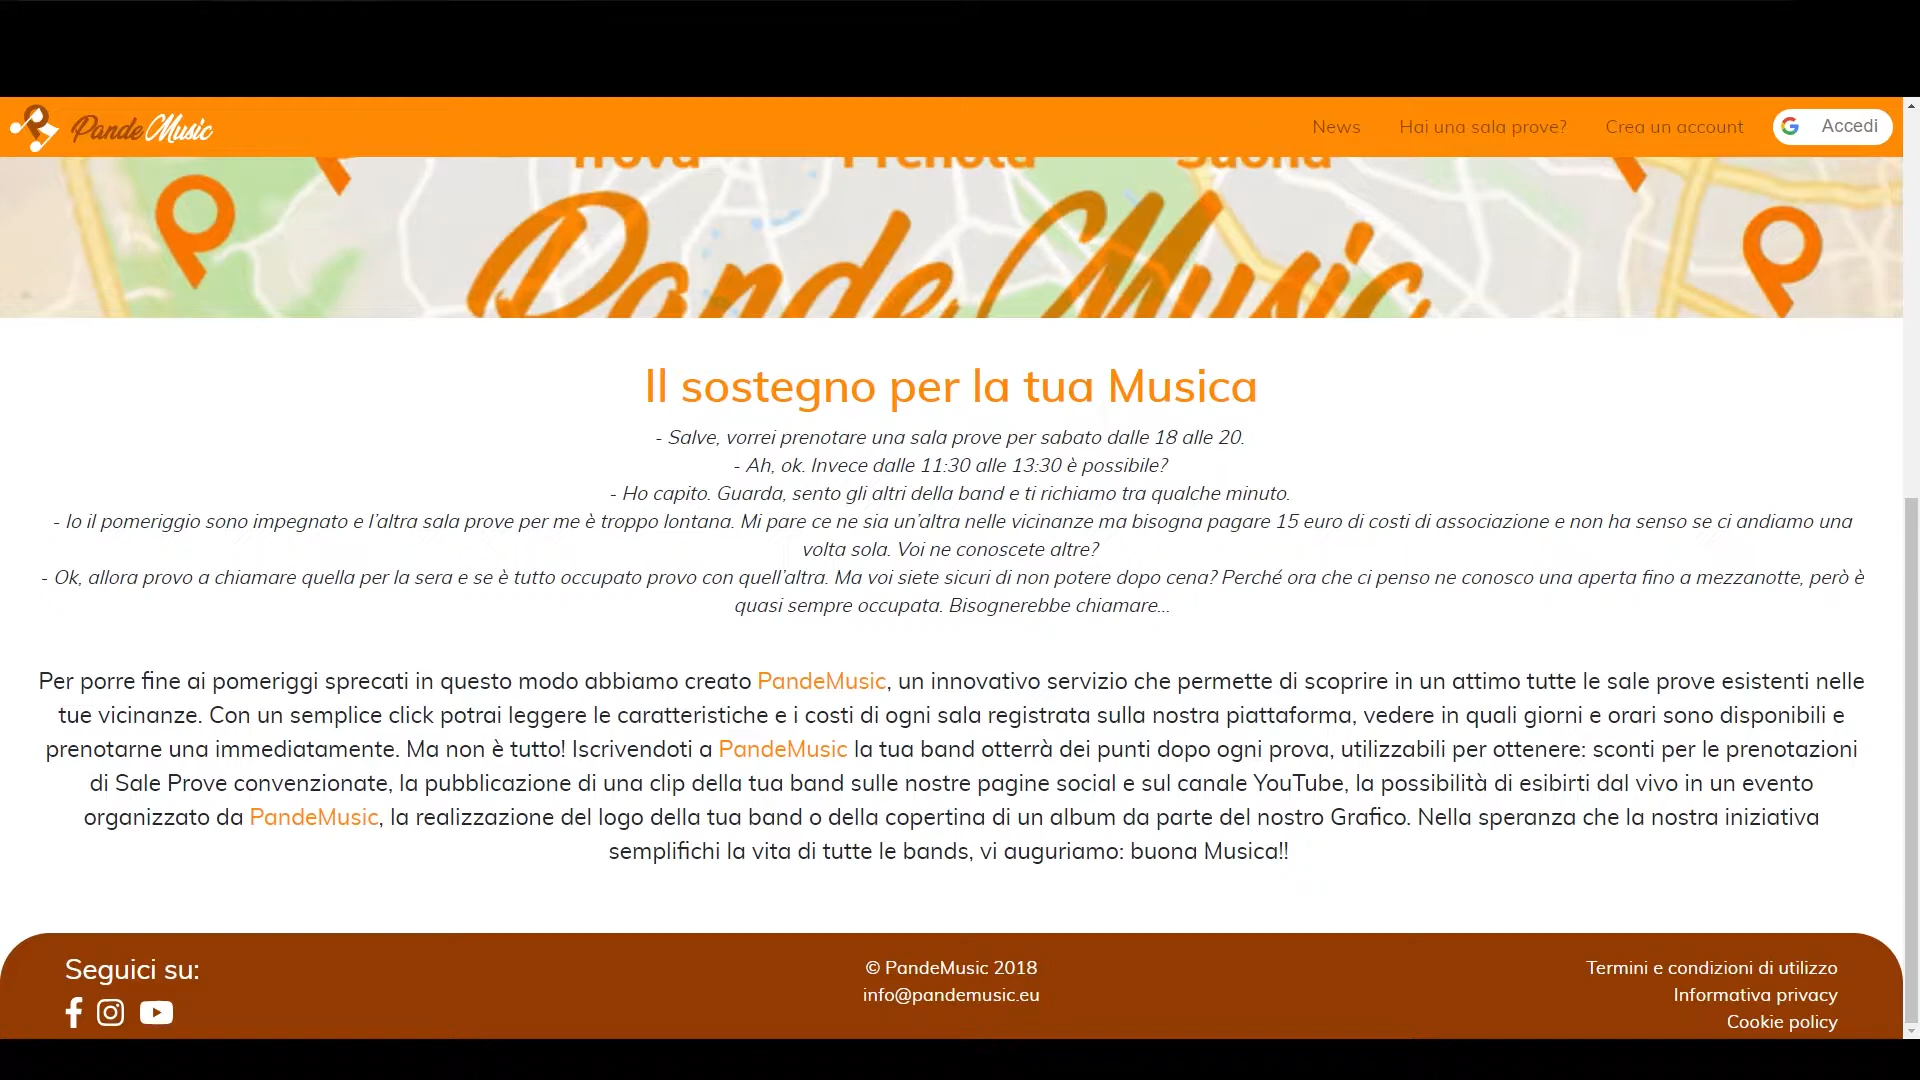 PandeMusic
News
Hai una sala prove?
Crea un account
Accedi
Trova Prenota Suona
PandeMusic
Il sostegno per la tua Musica
- Salve, vorrei prenotare una sala prove per sabato dalle 18 alle 20.
- Ah, ok. Invece dalle 11:30 alle 13:30 è possibile?
- Ho capito. Guarda, sento gli altri della band e ti richiamo tra qualche minuto.
- Io il pomeriggio sono impegnato e l’altra sala prove per me è troppo lontana. Mi pare ce ne sia un’altra nelle vicinanze ma bisogna pagare 15 euro di costi di associazione e non ha senso se ci andiamo una
volta sola. Voi ne conoscete altre?
- Ok, allora provo a chiamare quella per la sera e se è tutto occupato provo con quell’altra. Ma voi siete sicuri di non potere dopo cena? Perché ora che ci penso ne conosco una aperta fino a mezzanotte, però è
quasi sempre occupata. Bisognerebbe chiamare...
Per porre fine ai pomeriggi sprecati in questo modo abbiamo creato PandeMusic, un innovativo servizio che permette di scoprire in un attimo tutte le sale prove esistenti nelle
tue vicinanze. Con un semplice click potrai leggere le caratteristiche e i costi di ogni sala registrata sulla nostra piattaforma, vedere in quali giorni e orari sono disponibili e
prenotarne una immediatamente. Ma non è tutto! Iscrivendoti a PandeMusic la tua band otterrà dei punti dopo ogni prova, utilizzabili per ottenere: sconti per le prenotazioni
di Sale Prove convenzionate, la pubblicazione di una clip della tua band sulle nostre pagine social e sul canale YouTube, la possibilità di esibirti dal vivo in un evento
organizzato da PandeMusic, la realizzazione del logo della tua band o della copertina di un album da parte del nostro Grafico. Nella speranza che la nostra iniziativa
semplifichi la vita di tutte le bands, vi auguriamo: buona Musica!!
Seguici su:
© PandeMusic 2018
info@pandemusic.eu
Termini e condizioni di utilizzo
Informativa privacy
Cookie policy